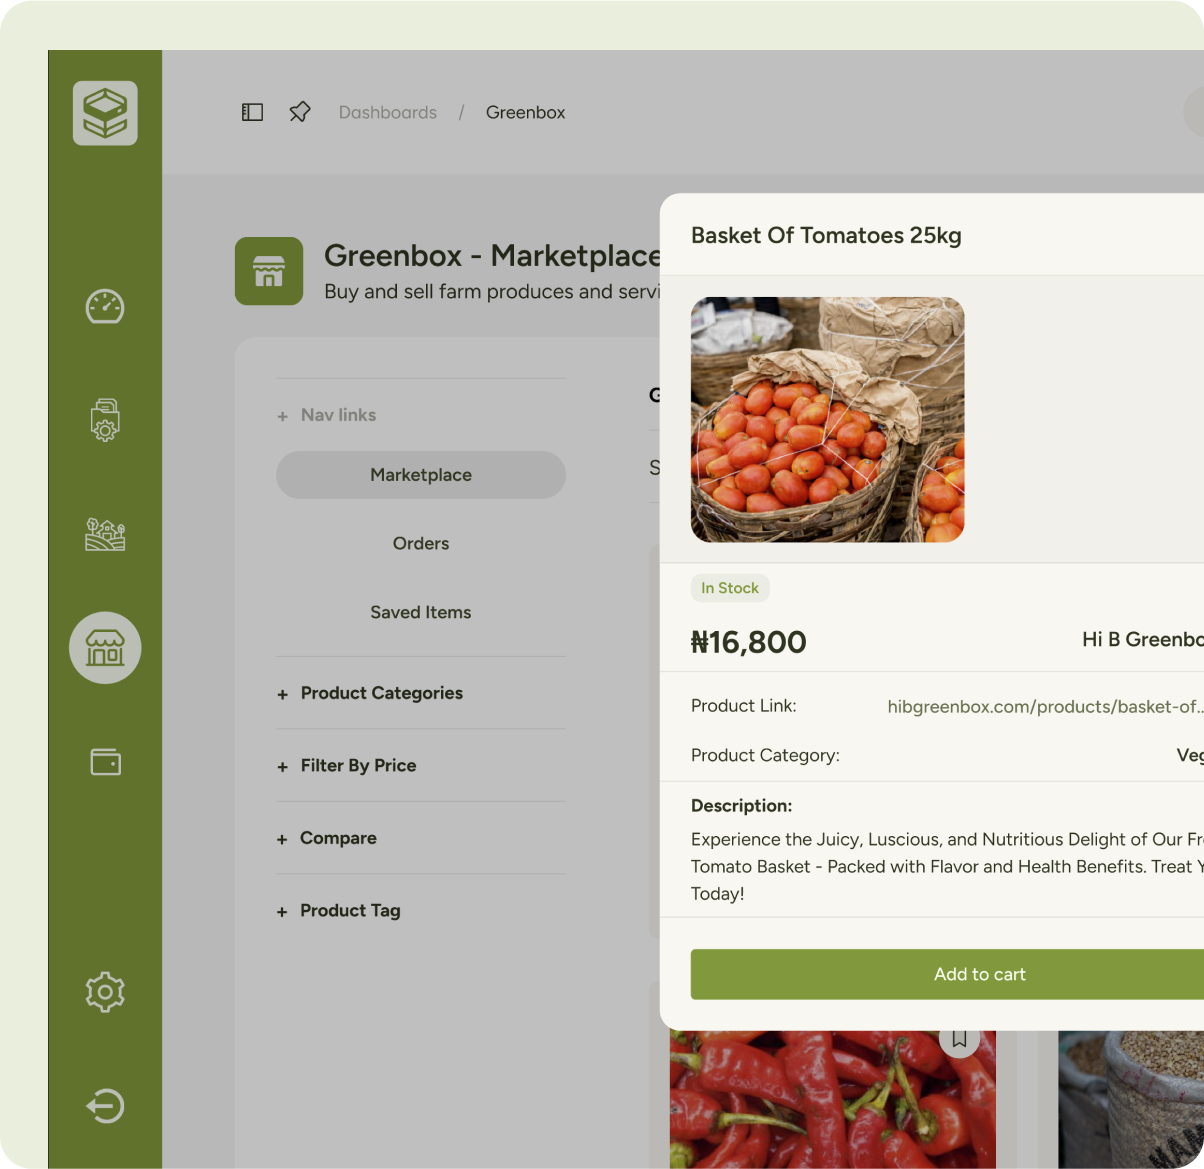 Dashboards / Greenbox
Greenbox - Marketplace
Buy and sell farm produces and servi
+ Nav links
Marketplace
Orders
Saved Items
+ Product Categories
+ Filter By Price
+ Compare
+ Product Tag
G
S
Basket Of Tomatoes 25kg
In Stock
₦16,800
Hi B Greenbo
Product Link:
hibgreenbox.com/products/basket-of..
Product Category:
Veg
Description:
Experience the Juicy, Luscious, and Nutritious Delight of Our Fr
Tomato Basket - Packed with Flavor and Health Benefits. Treat Y
Today!
Add to cart